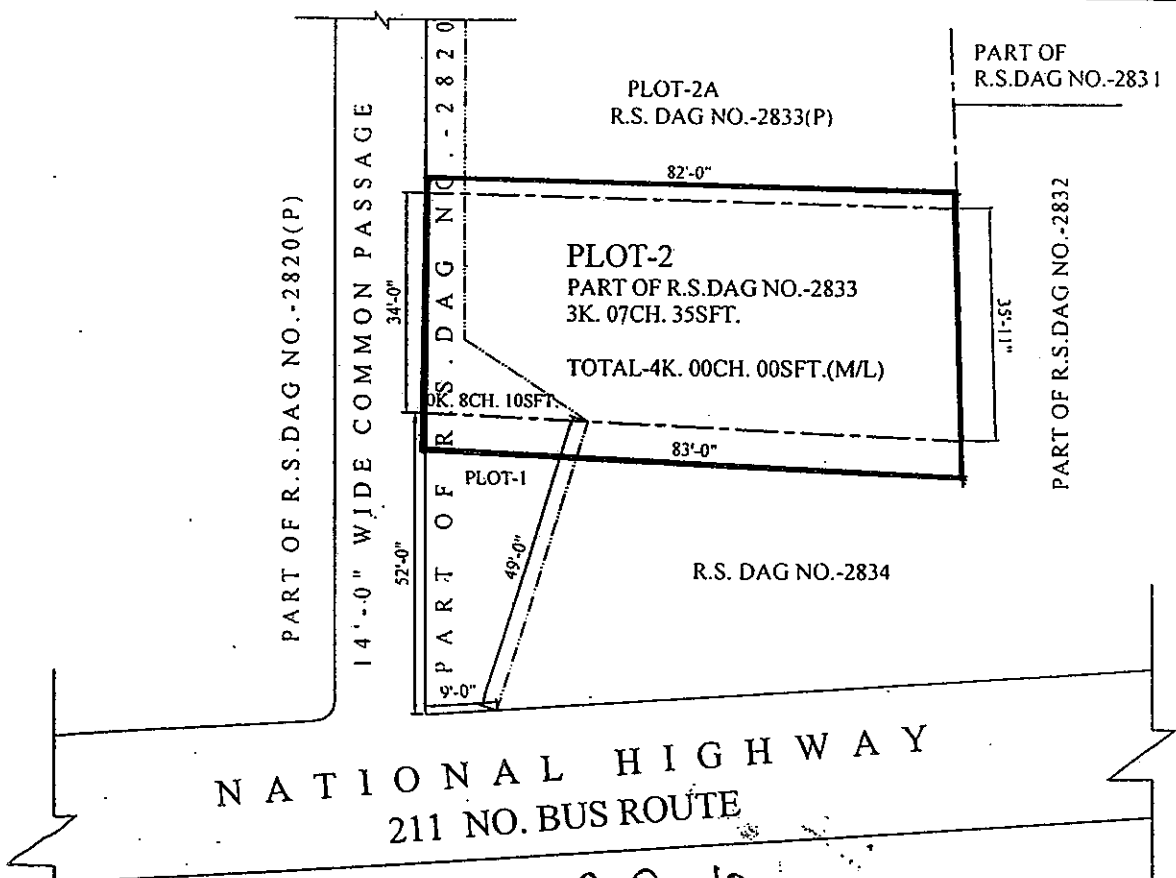 PART OF
R.S.DAG NO.-2831
PLOT-2A
R.S. DAG NO.-2833(P)
82'-0"
PART OF R.S.DAG NO.-2820(P)
14'-0" WIDE COMMON PASSAGE
PART OF R.S.DAG NO.-2820
34'-0"
PLOT-2
PART OF R.S.DAG NO.-2833
3K. 07CH. 35SFT.
TOTAL-4K. 00CH. 00SFT.(M/L)
35'-11"
PART OF R.S.DAG NO.-2832
0K. 8CH. 10SFT.
83'-0"
PLOT-1
52'-0"
49'-0"
R.S. DAG NO.-2834
9'-0"
NATIONAL HIGHWAY
211 NO. BUS ROUTE